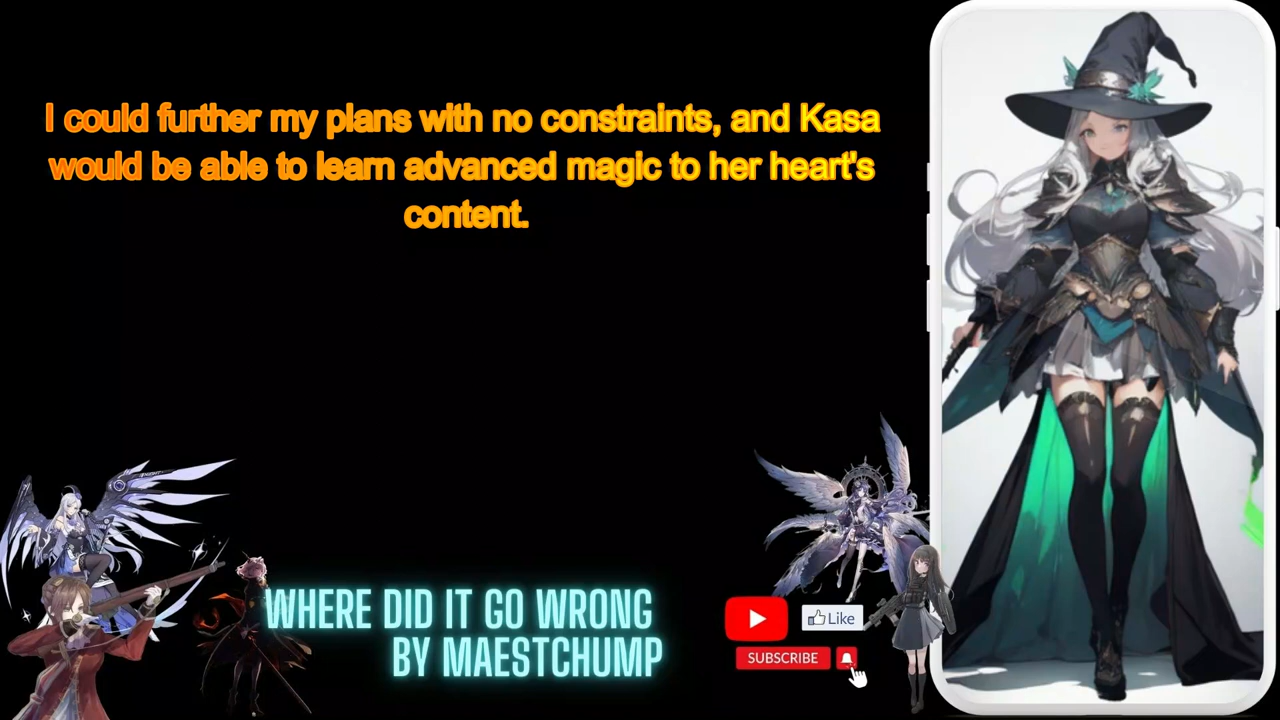 I could further my plans with no constraints, and Kasa
would be able to learn advanced magic to her heart's
content.
WHERE DID IT GO WRONG
BY MAESTCHUMP
Like
SUBSCRIBE